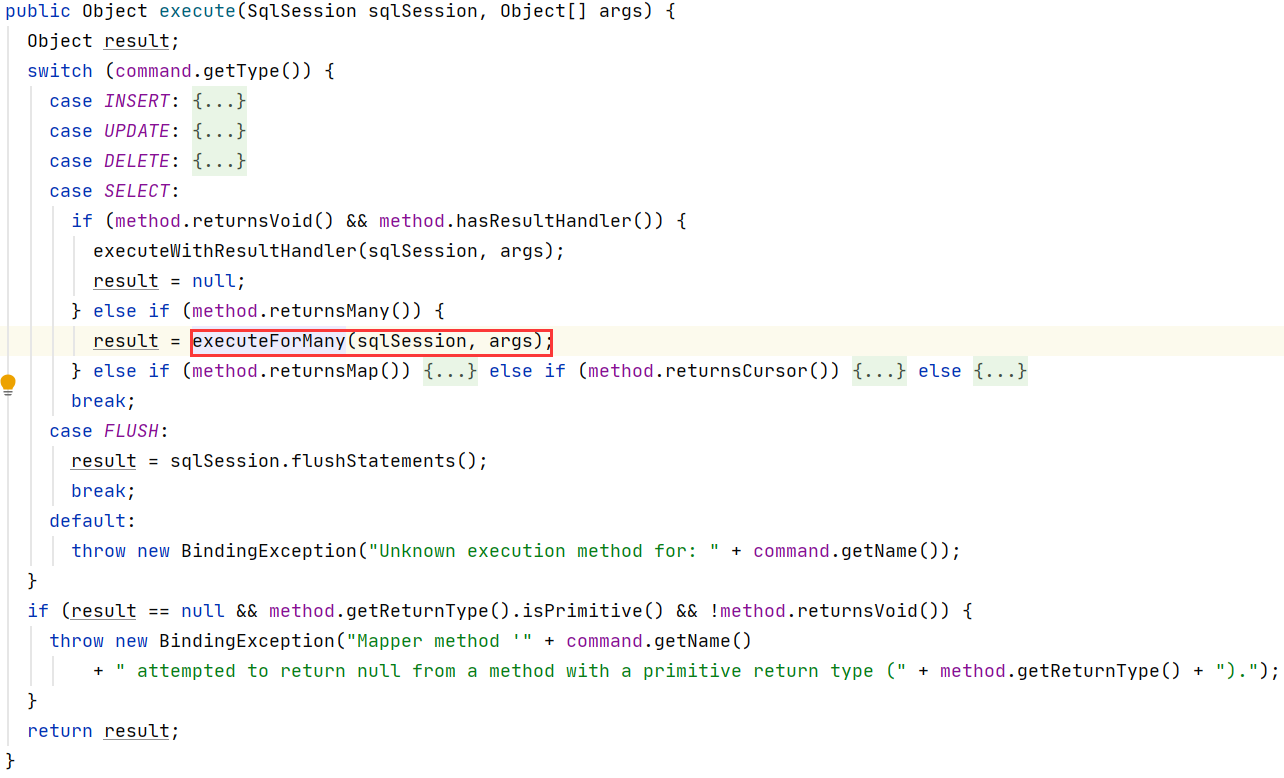 public Object execute(SqlSession sqlSession, Object[] args) {
  Object result;
  switch (command.getType()) {
    case INSERT: {...}
    case UPDATE: {...}
    case DELETE: {...}
    case SELECT:
      if (method.returnsVoid() && method.hasResultHandler()) {
        executeWithResultHandler(sqlSession, args);
        result = null;
      } else if (method.returnsMany()) {
        result = executeForMany(sqlSession, args);
      } else if (method.returnsMap()) {...} else if (method.returnsCursor()) {...} else {...}
      break;
    case FLUSH:
      result = sqlSession.flushStatements();
      break;
    default:
      throw new BindingException("Unknown execution method for: " + command.getName());
  }
  if (result == null && method.getReturnType().isPrimitive() && !method.returnsVoid()) {
    throw new BindingException("Mapper method '" + command.getName()
        + " attempted to return null from a method with a primitive return type (" + method.getReturnType() + ").");
  }
  return result;
}